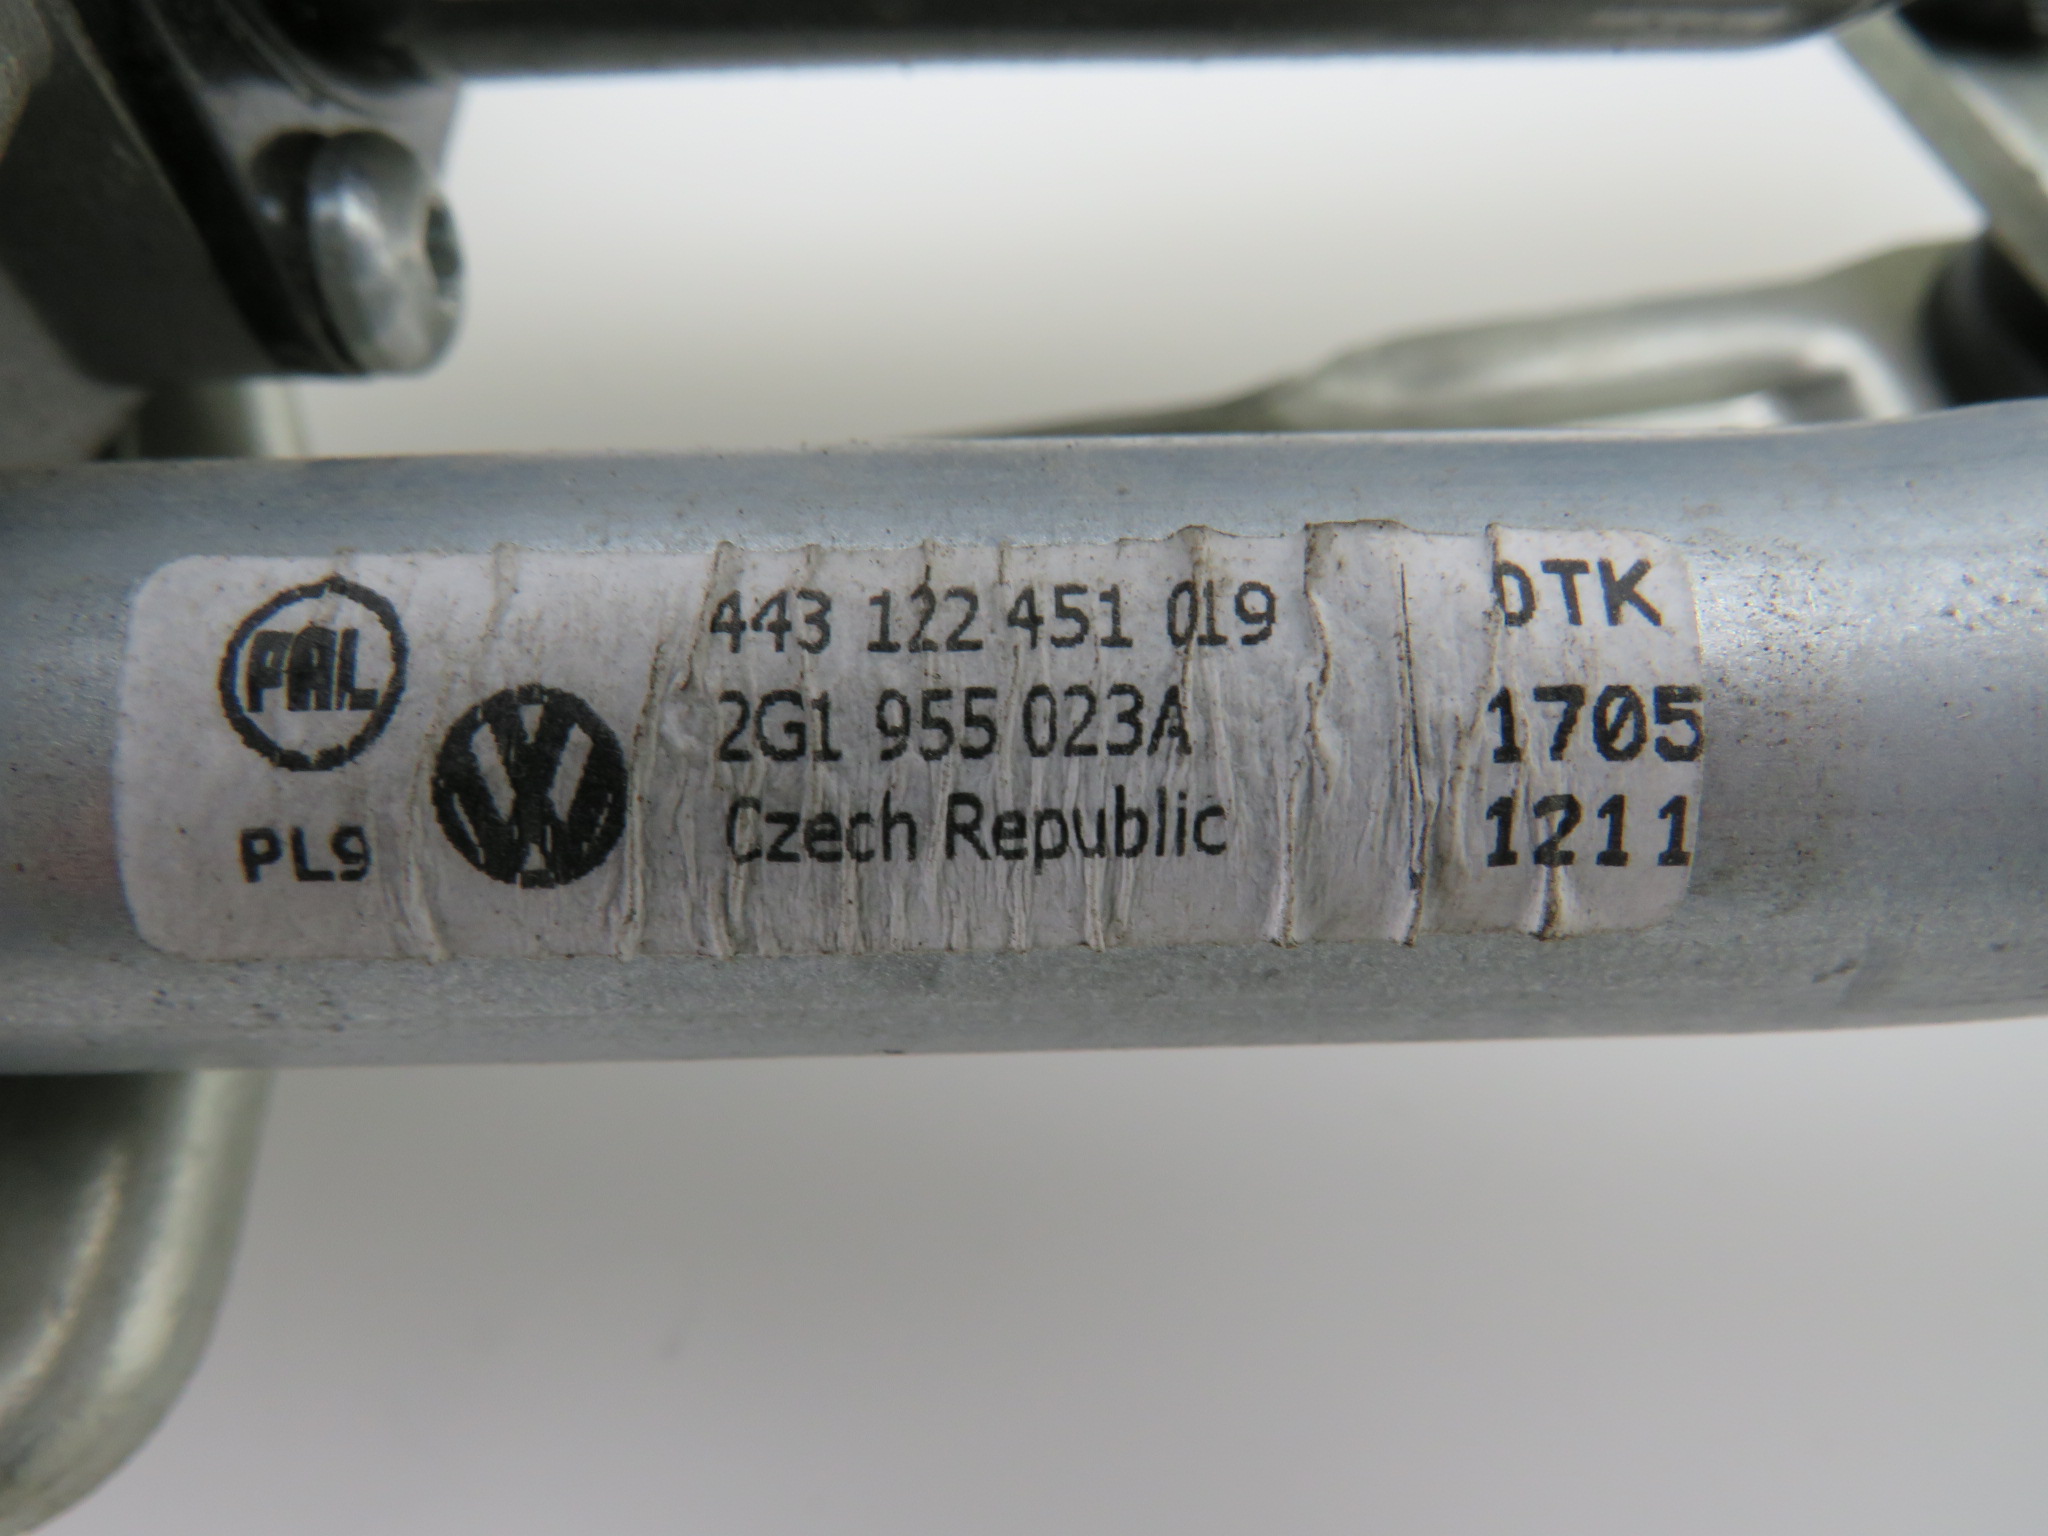 PAL
PL9
443 122 451 019
2G1 955 023A
Czech Republic
DTK
1705
1211